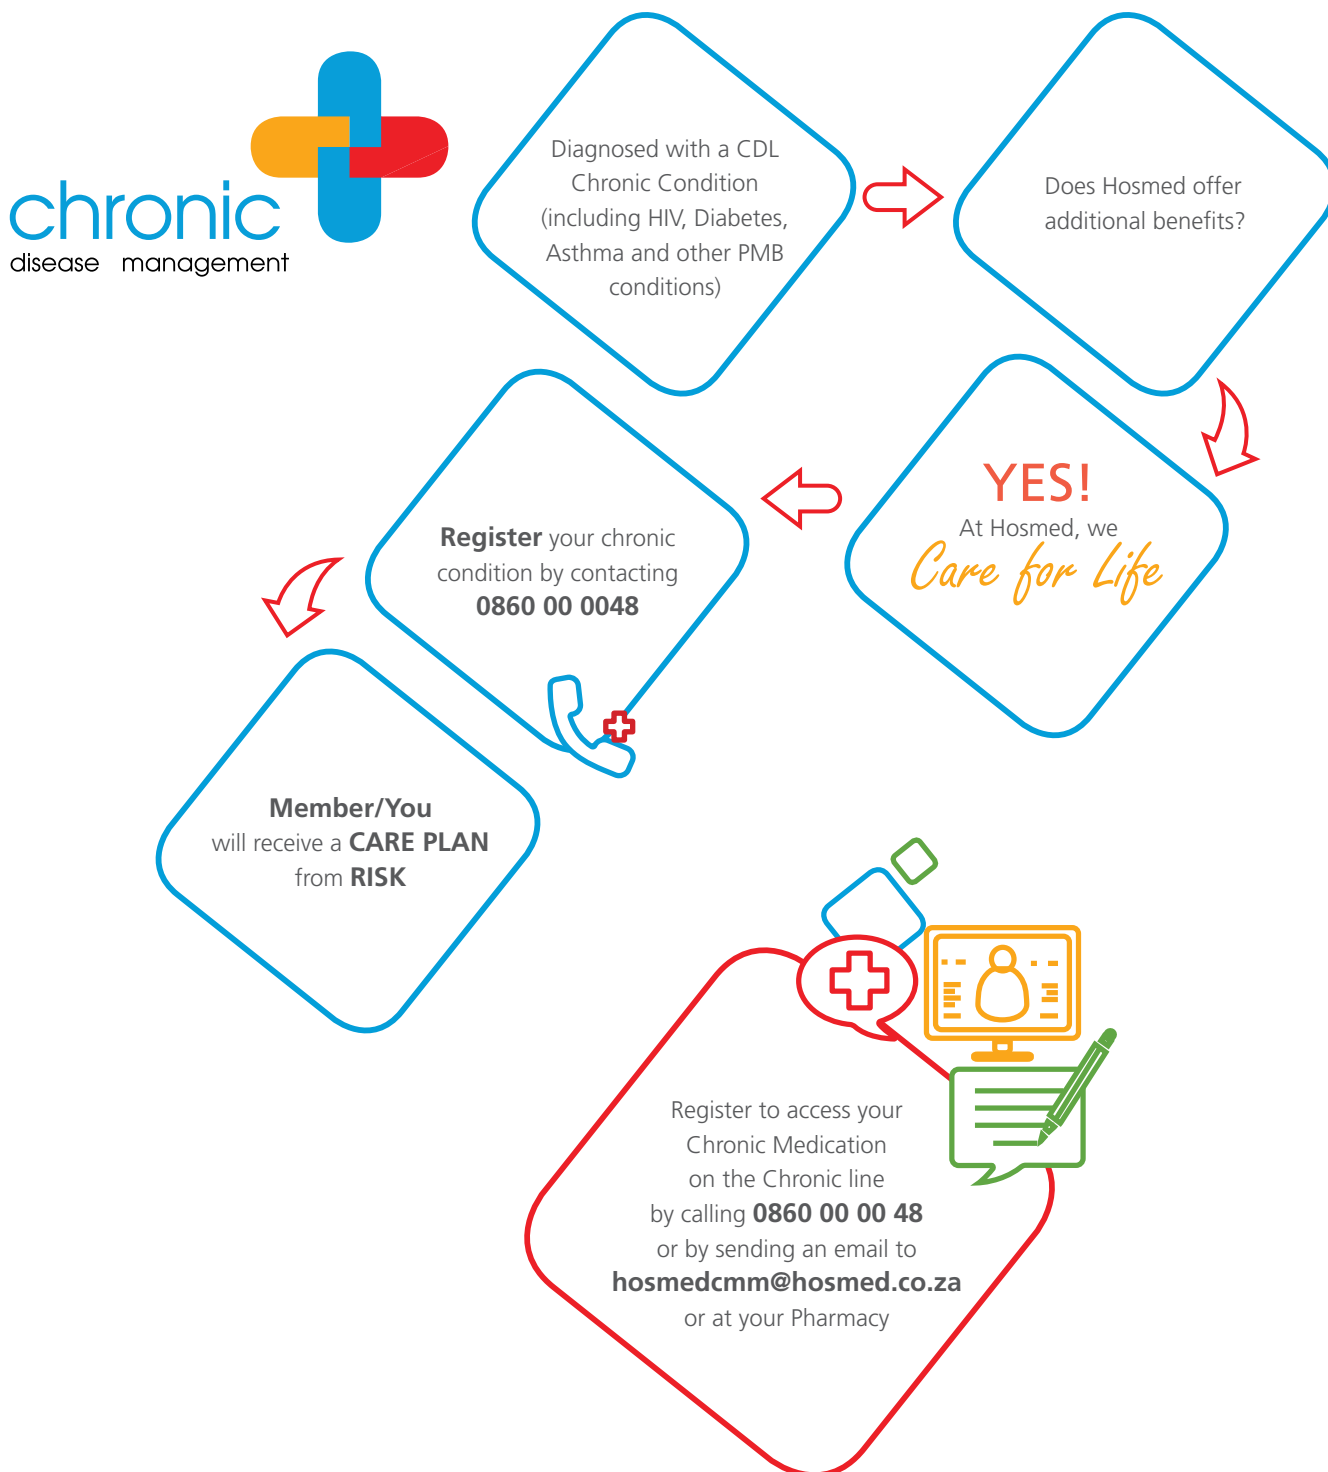 chronic
disease management
Diagnosed with a CDL
Chronic Condition
(including HIV, Diabetes,
Asthma and other PMB
conditions)
Does Hosmed offer
additional benefits?
YES!
At Hosmed, we
Care for Life
Register your chronic
condition by contacting
0860 00 0048
Member/You
will receive a CARE PLAN
from RISK
Register to access your
Chronic Medication
on the Chronic line
by calling 0860 00 00 48
or by sending an email to
hosmedcmm@hosmed.co.za
or at your Pharmacy